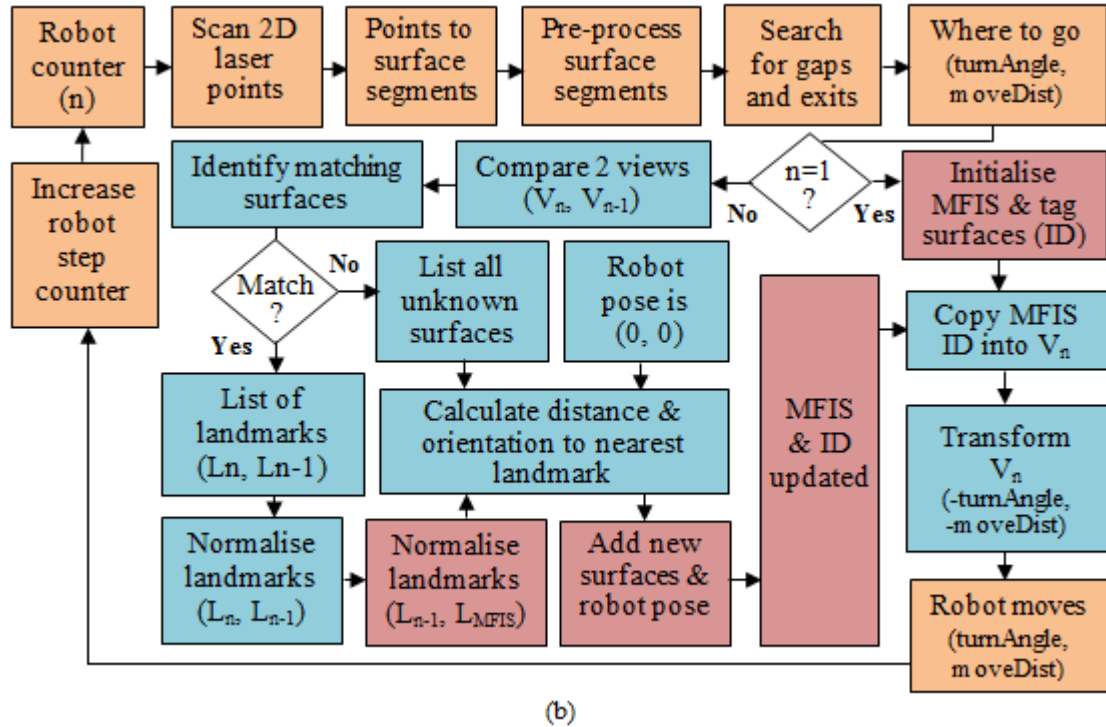 Robot
counter
(n)
Scan 2D
laser
points
Points to
surface
segments
Pre-process
surface
segments
Search
for gaps
and exits
Where to go
(turnAngle,
moveDist)
Increase
robot
step
counter
Identify matching
surfaces
Compare 2 views
(Vn, Vn-1)
n=1
?
No
Yes
Initialise
MFIS & tag
surfaces (ID)
Match
?
No
Yes
List all
unknown
surfaces
Robot
pose is
(0, 0)
Copy MFIS
ID into Vn
List of
landmarks
(Ln, Ln-1)
Calculate distance &
orientation to nearest
landmark
MFIS
& ID
updated
Transform
Vn
(-turnAngle,
-moveDist)
Normalise
landmarks
(Ln, Ln-1)
Normalise
landmarks
(Ln-1, LMFIS)
Add new
surfaces &
robot pose
Robot moves
(turnAngle,
moveDist)
(b)